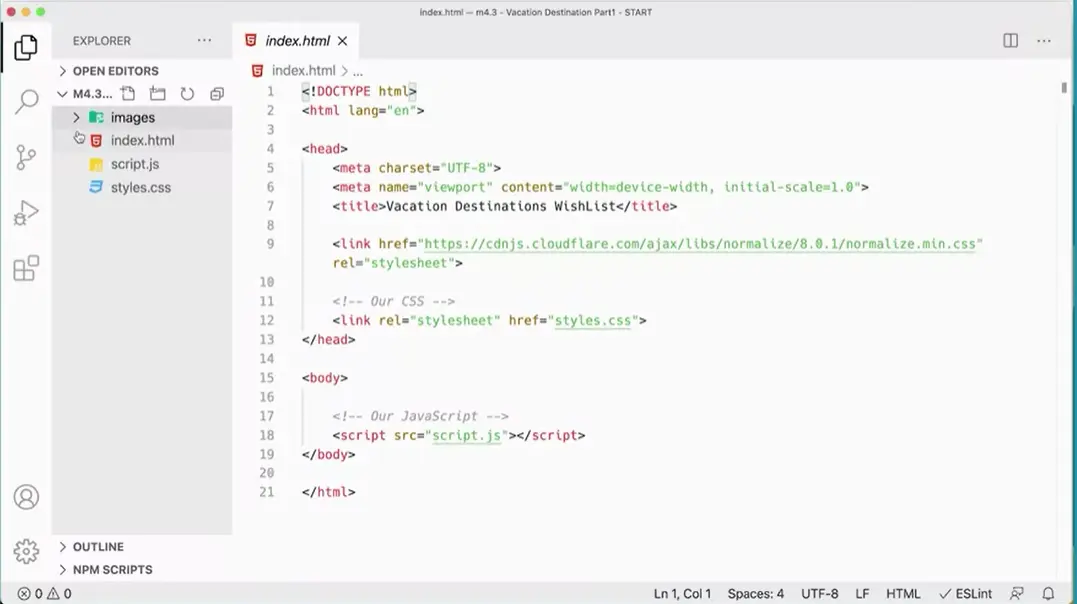 index.html — m4.3 - Vacation Destination Part1 - START
EXPLORER
index.html
OPEN EDITORS
index.html > ...
M4.3...
images
index.html
script.js
styles.css
1 <!DOCTYPE html>
2 <html lang="en">
3
4 <head>
5 <meta charset="UTF-8">
6 <meta name="viewport" content="width=device-width, initial-scale=1.0">
7 <title>Vacation Destinations WishList</title>
8
9 <link href="https://cdnjs.cloudflare.com/ajax/libs/normalize/8.0.1/normalize.min.css"
rel="stylesheet">
10
11 <!-- Our CSS -->
12 <link rel="stylesheet" href="styles.css">
13 </head>
14
15 <body>
16
17 <!-- Our JavaScript -->
18 <script src="script.js"></script>
19 </body>
20
21 </html>
OUTLINE
NPM SCRIPTS
0 0 Ln 1, Col 1 Spaces: 4 UTF-8 LF HTML ESLint